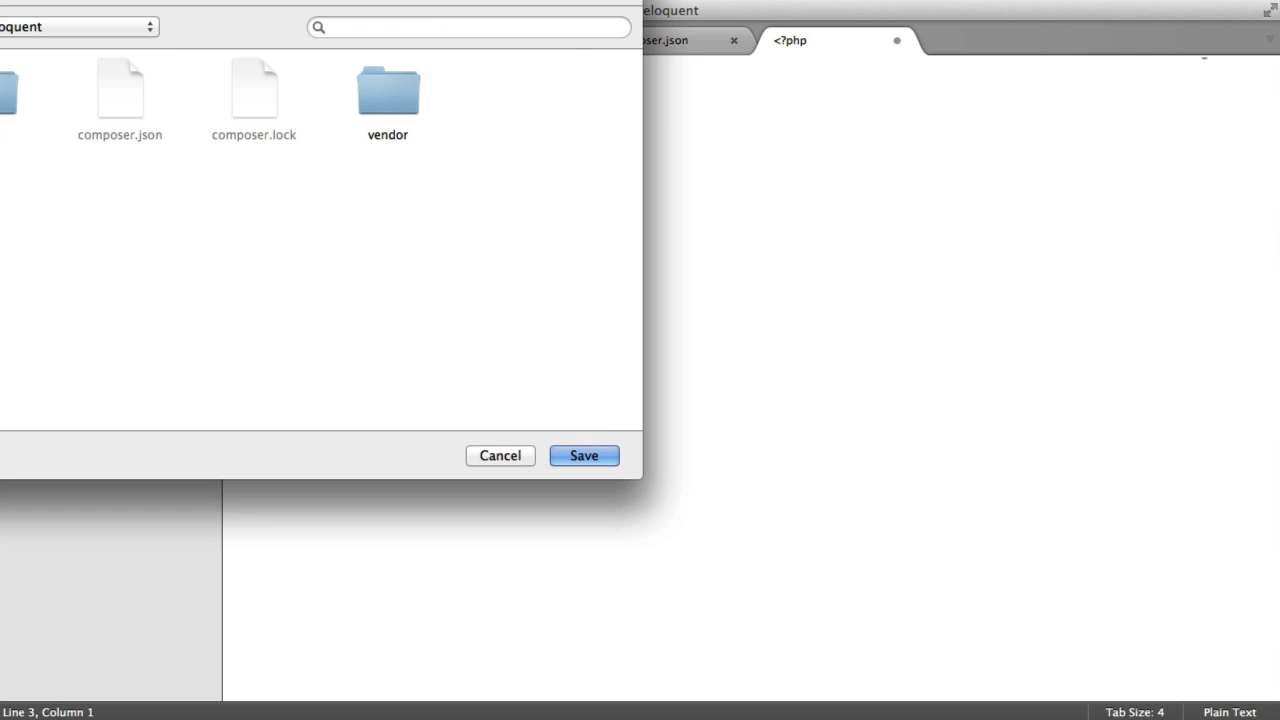 eloquent
oquent
ser.json
<?php
composer.json
composer.lock
vendor
Cancel
Save
Line 3, Column 1
Tab Size: 4
Plain Text